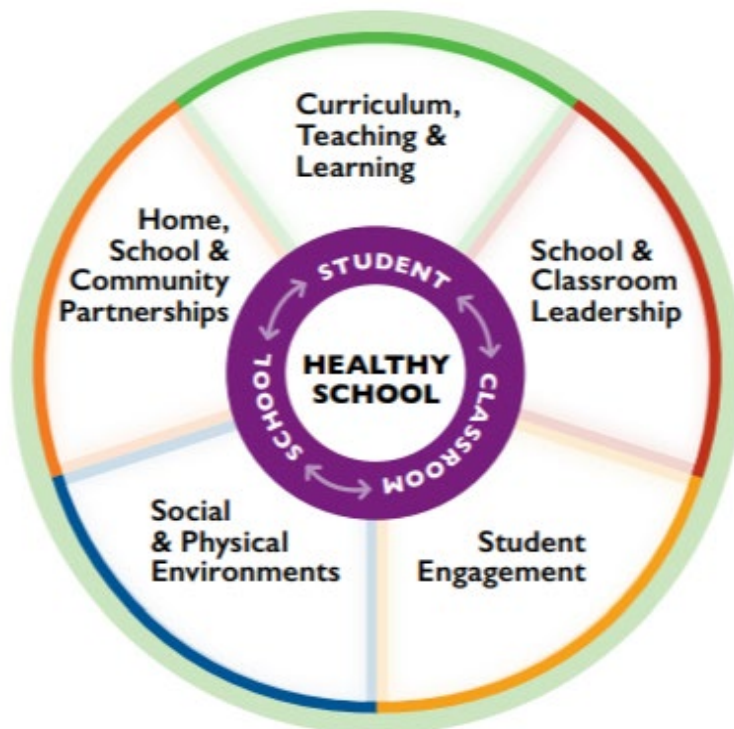 Curriculum,
Teaching &
Learning
Home,
School &
Community
Partnerships
School &
Classroom
Leadership
STUDENT
CLASSROOM
SCHOOL
HEALTHY
SCHOOL
Social
& Physical
Environments
Student
Engagement